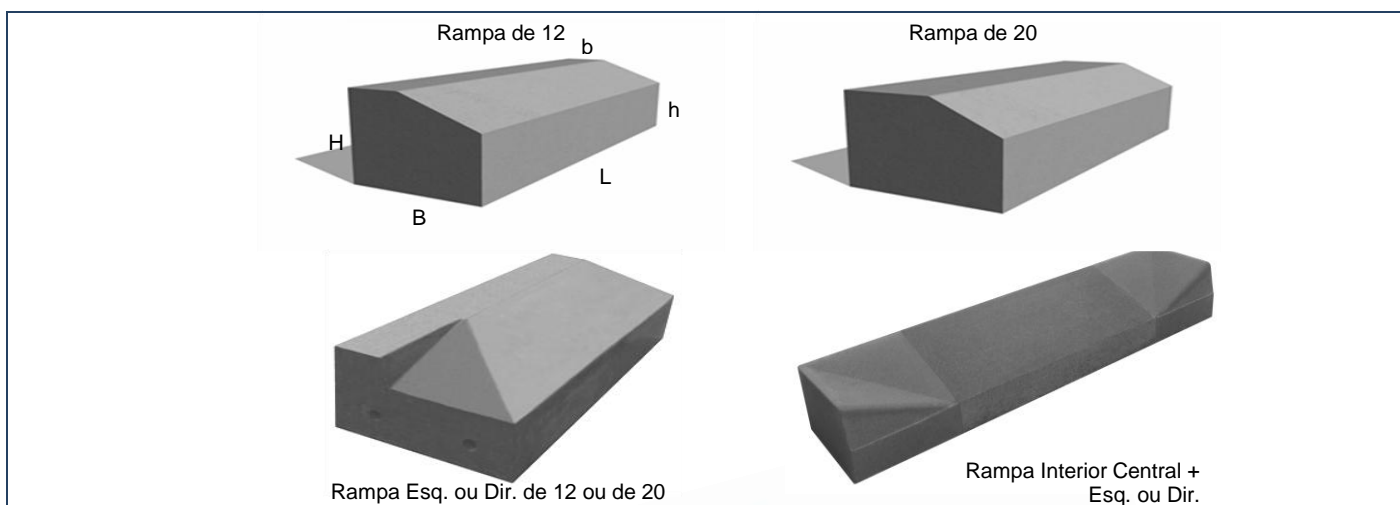 Rampa de 12
b
h
H
L
B
Rampa de 20
Rampa Esq. ou Dir. de 12 ou de 20
Rampa Interior Central +
Esq. ou Dir.